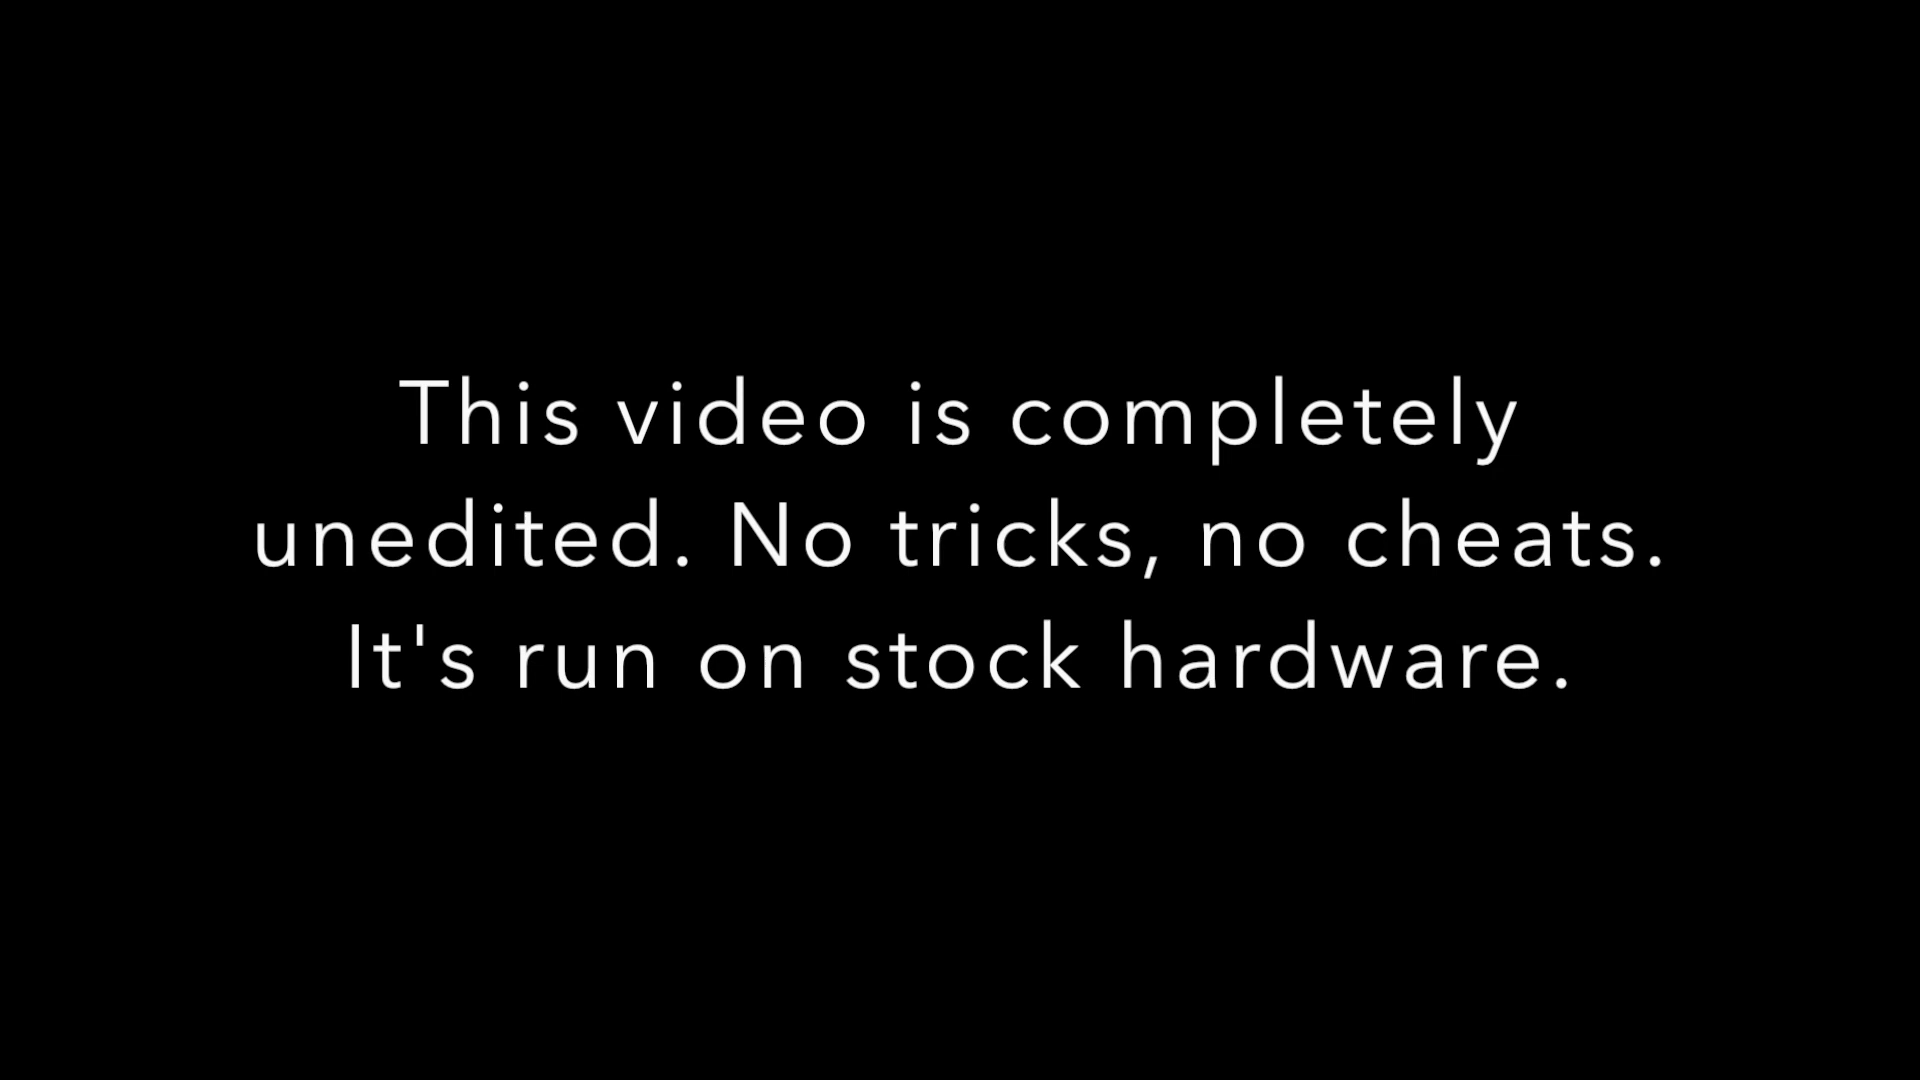 This video is completely
unedited. No tricks, no cheats.
It's run on stock hardware.